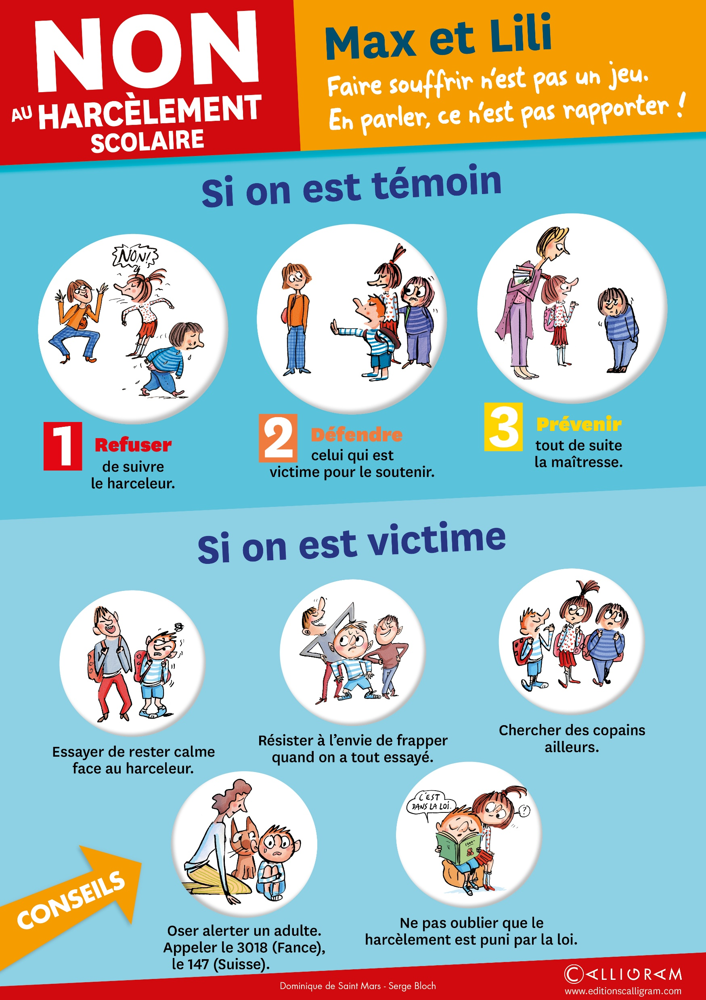 NON
AU HARCÈLEMENT
SCOLAIRE
Max et Lili
Faire souffrir n'est pas un jeu.
En parler, ce n'est pas rapporter !
Si on est témoin
NON!
1 Refuser
de suivre
le harceleur.
2 Défendre
celui qui est
victime pour le soutenir.
3 Prévenir
tout de suite
la maîtresse.
Si on est victime
Essayer de rester calme
face au harceleur.
Résister à l'envie de frapper
quand on a tout essayé.
Chercher des copains
ailleurs.
CONSEILS
Oser alerter un adulte.
Appeler le 3018 (Fance),
le 147 (Suisse).
C'EST
DANS LA LOI.
?
Ne pas oublier que le
harcèlement est puni par la loi.
Dominique de Saint Mars - Serge Bloch
CALLIGRAM
www.editionscalligram.com